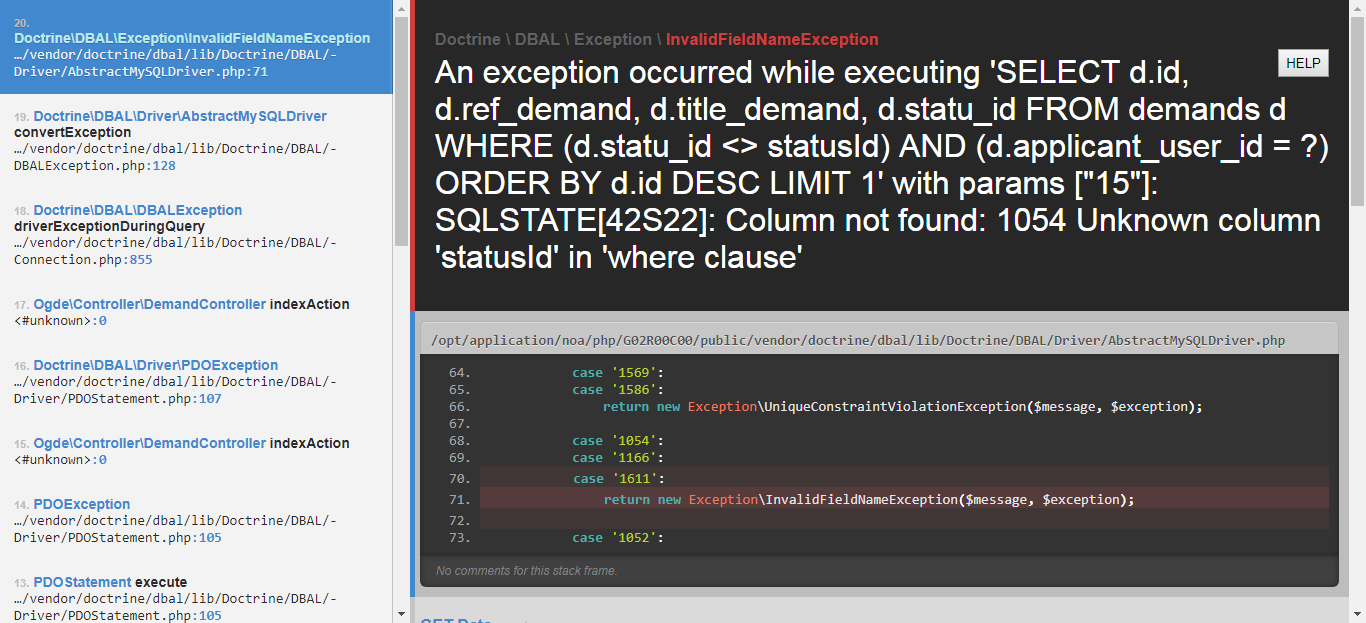 20.
Doctrine\DBAL\Exception\InvalidFieldNameException
…/vendor/doctrine/dbal/lib/Doctrine/DBAL/-
Driver/AbstractMySQLDriver.php:71
19. Doctrine\DBAL\Driver\AbstractMySQLDriver
convertException
…/vendor/doctrine/dbal/lib/Doctrine/DBAL/-
DBALException.php:128
18. Doctrine\DBAL\DBALException
driverExceptionDuringQuery
…/vendor/doctrine/dbal/lib/Doctrine/DBAL/-
Connection.php:855
17. Ogde\Controller\DemandController indexAction
<#unknown>:0
16. Doctrine\DBAL\Driver\PDOException
…/vendor/doctrine/dbal/lib/Doctrine/DBAL/-
Driver/PDOStatement.php:107
15. Ogde\Controller\DemandController indexAction
<#unknown>:0
14. PDOException
…/vendor/doctrine/dbal/lib/Doctrine/DBAL/-
Driver/PDOStatement.php:105
13. PDOStatement execute
…/vendor/doctrine/dbal/lib/Doctrine/DBAL/-
Driver/PDOStatement.php:105
Doctrine \ DBAL \ Exception \ InvalidFieldNameException
HELP
An exception occurred while executing 'SELECT d.id,
d.ref_demand, d.title_demand, d.statu_id FROM demands d
WHERE (d.statu_id <> statusId) AND (d.applicant_user_id = ?)
ORDER BY d.id DESC LIMIT 1' with params ["15"]:
SQLSTATE[42S22]: Column not found: 1054 Unknown column
'statusId' in 'where clause'
/opt/application/noa/php/G02R00C00/public/vendor/doctrine/dbal/lib/Doctrine/DBAL/Driver/AbstractMySQLDriver.php
64. case '1569':
65. case '1586':
66. return new Exception\UniqueConstraintViolationException($message, $exception);
67.
68. case '1054':
69. case '1166':
70. case '1611':
71. return new Exception\InvalidFieldNameException($message, $exception);
72.
73. case '1052':
No comments for this stack frame.
GET Data